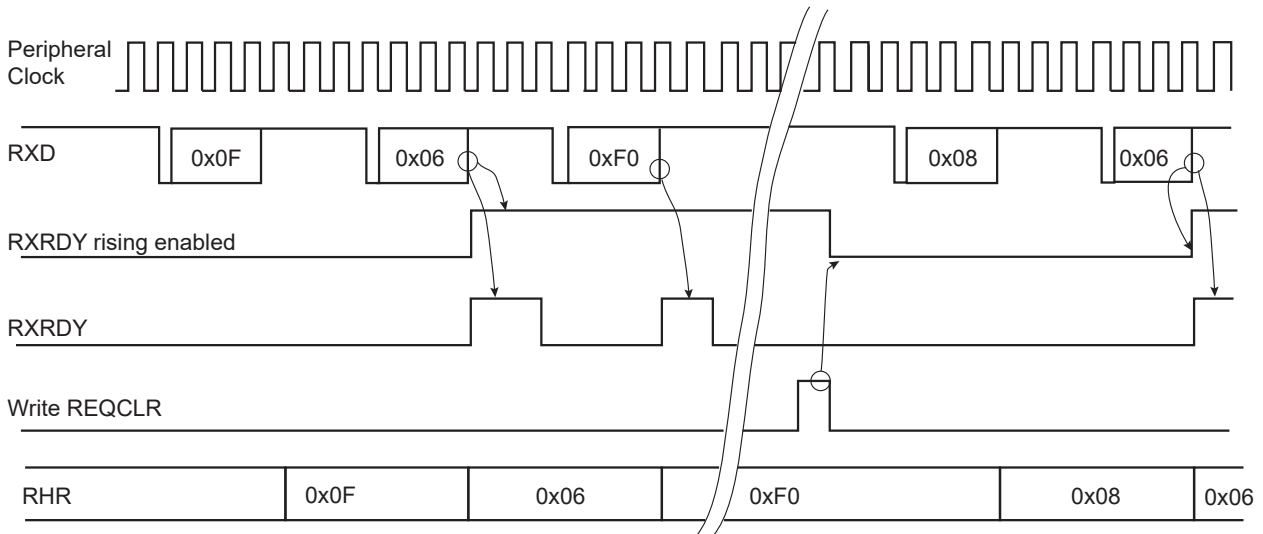 Peripheral
Clock
RXD 0x0F 0x06 0xF0 0x08 0x06
RXRDY rising enabled
RXRDY
Write REQCLR
RHR 0x0F 0x06 0xF0 0x08 0x06